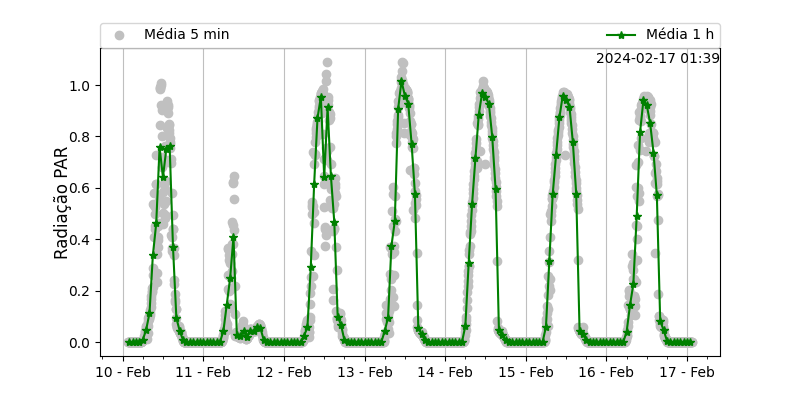 Média 5 min
Média 1 h
2024-02-17 01:39
Radiação PAR
1.0
0.8
0.6
0.4
0.2
0.0
10 - Feb 11 - Feb 12 - Feb 13 - Feb 14 - Feb 15 - Feb 16 - Feb 17 - Feb